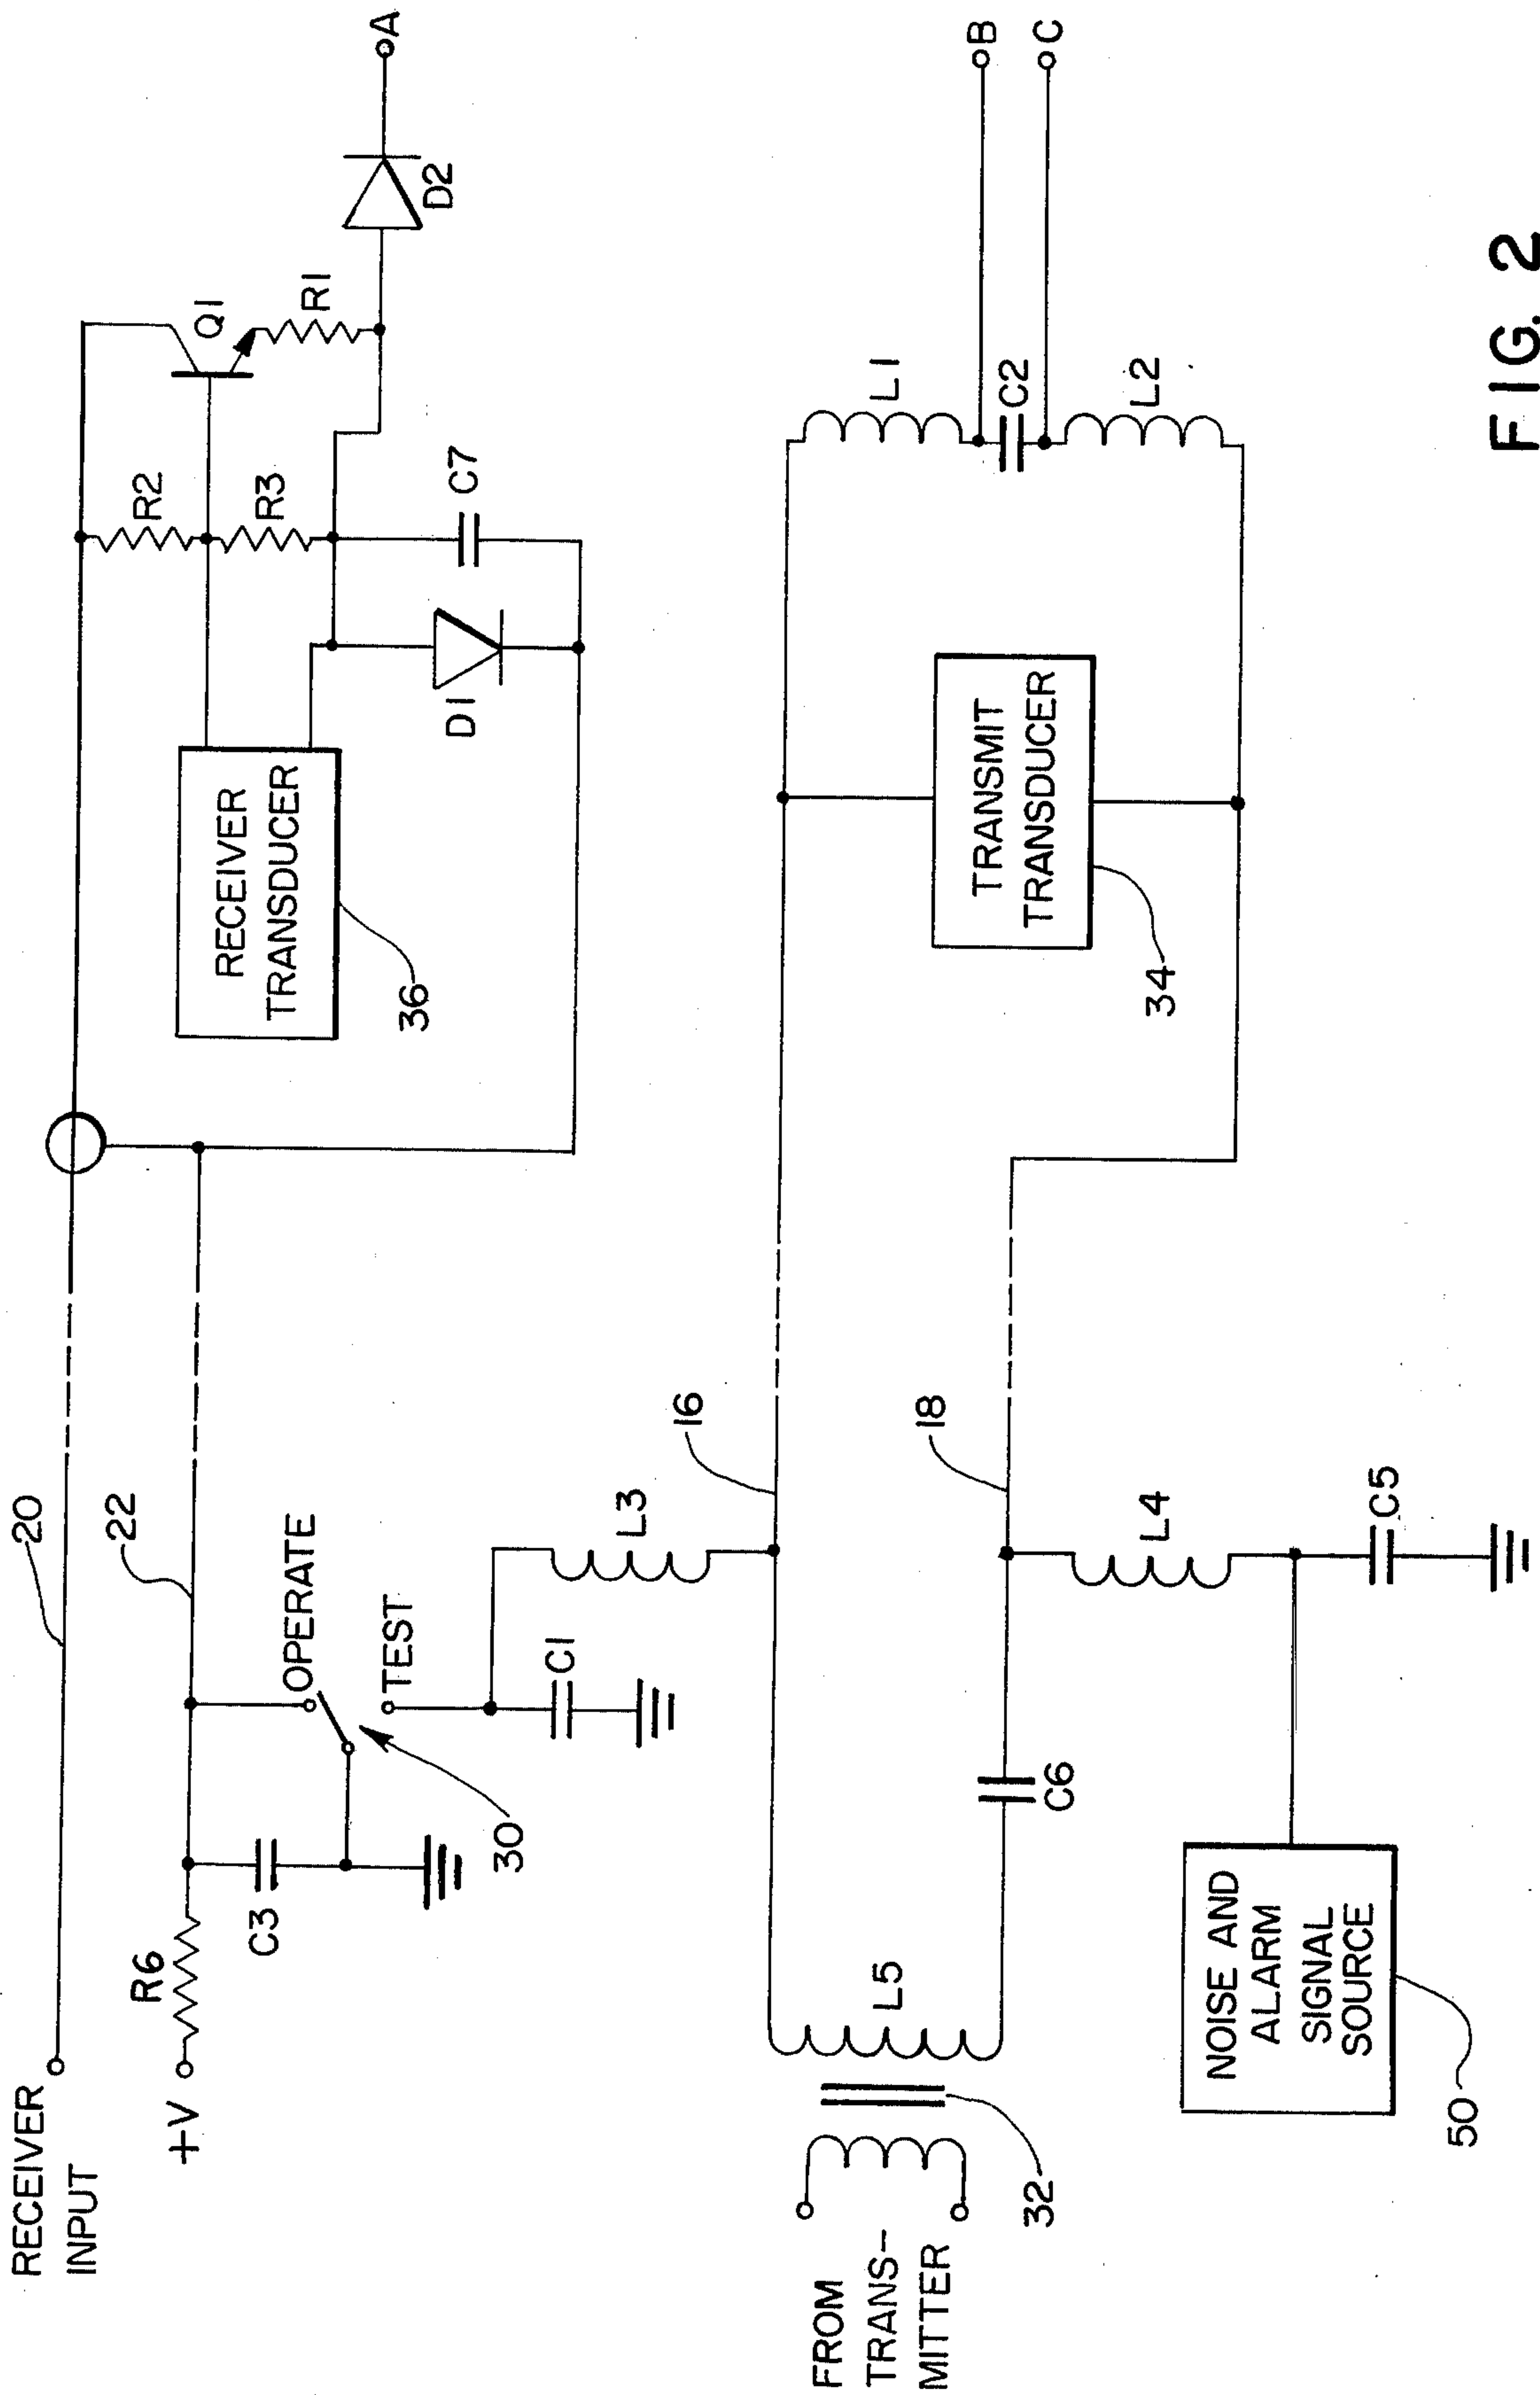 RECEIVER
INPUT
20
+V
R6
22
C3
OPERATE
TEST
30
C1
L3
RECEIVER
TRANSDUCER
36
R2
R3
Q1
R1
D1
C7
D2
A
FROM
TRANS-
MITTER
32
L5
16
18
C6
L4
C5
NOISE AND
ALARM
SIGNAL
SOURCE
50
TRANSMIT
TRANSDUCER
34
L1
C2
L2
B
C
FIG. 2